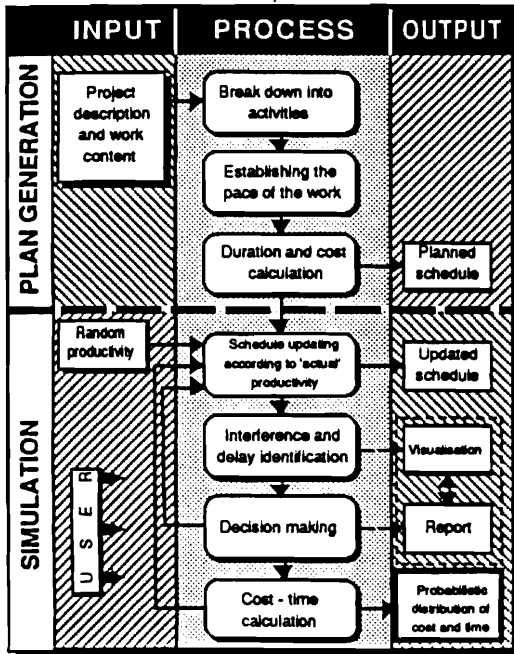 INPUT
PROCESS
OUTPUT
PLAN GENERATION
Project
description
and work
content
Break down into
activities
Establishing the
pace of the work
Duration and cost
calculation
Planned
schedule
SIMULATION
Random
productivity
Schedule updating
according to 'actual'
productivity
Updated
schedule
Interference and
delay identification
Visualisation
USER
Decision making
Report
Cost - time
calculation
Probabilistic
distribution of
cost and time